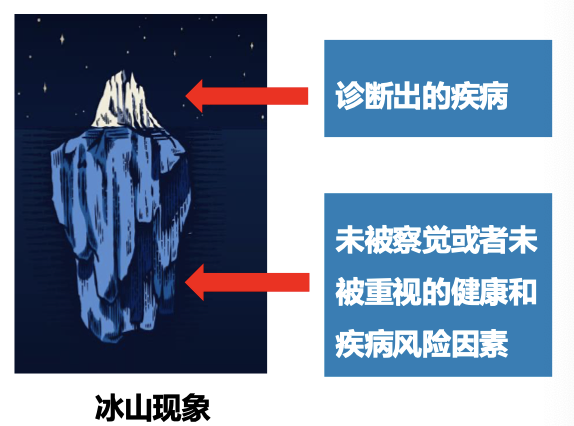 诊断出的疾病
未被察觉或者未
被重视的健康和
疾病风险因素
冰山现象